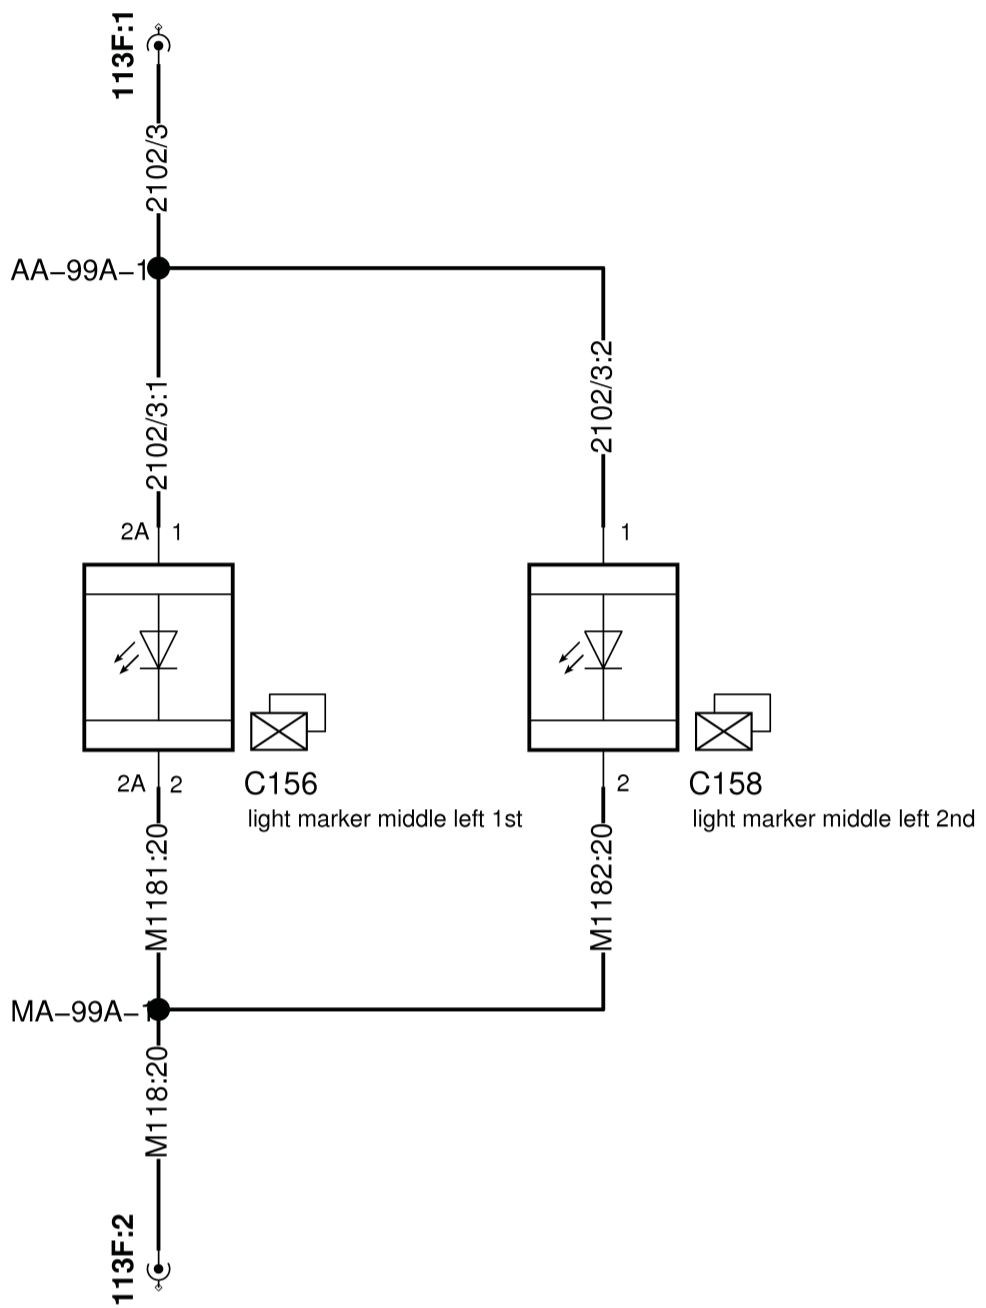 113F:1
2102/3
AA–99A–1
2102/3:1
2102/3:2
2A 1
1
2A 2
C156
light marker middle left 1st
2
C158
light marker middle left 2nd
M1181:20
M1182:20
MA–99A–1
M118:20
113F:2